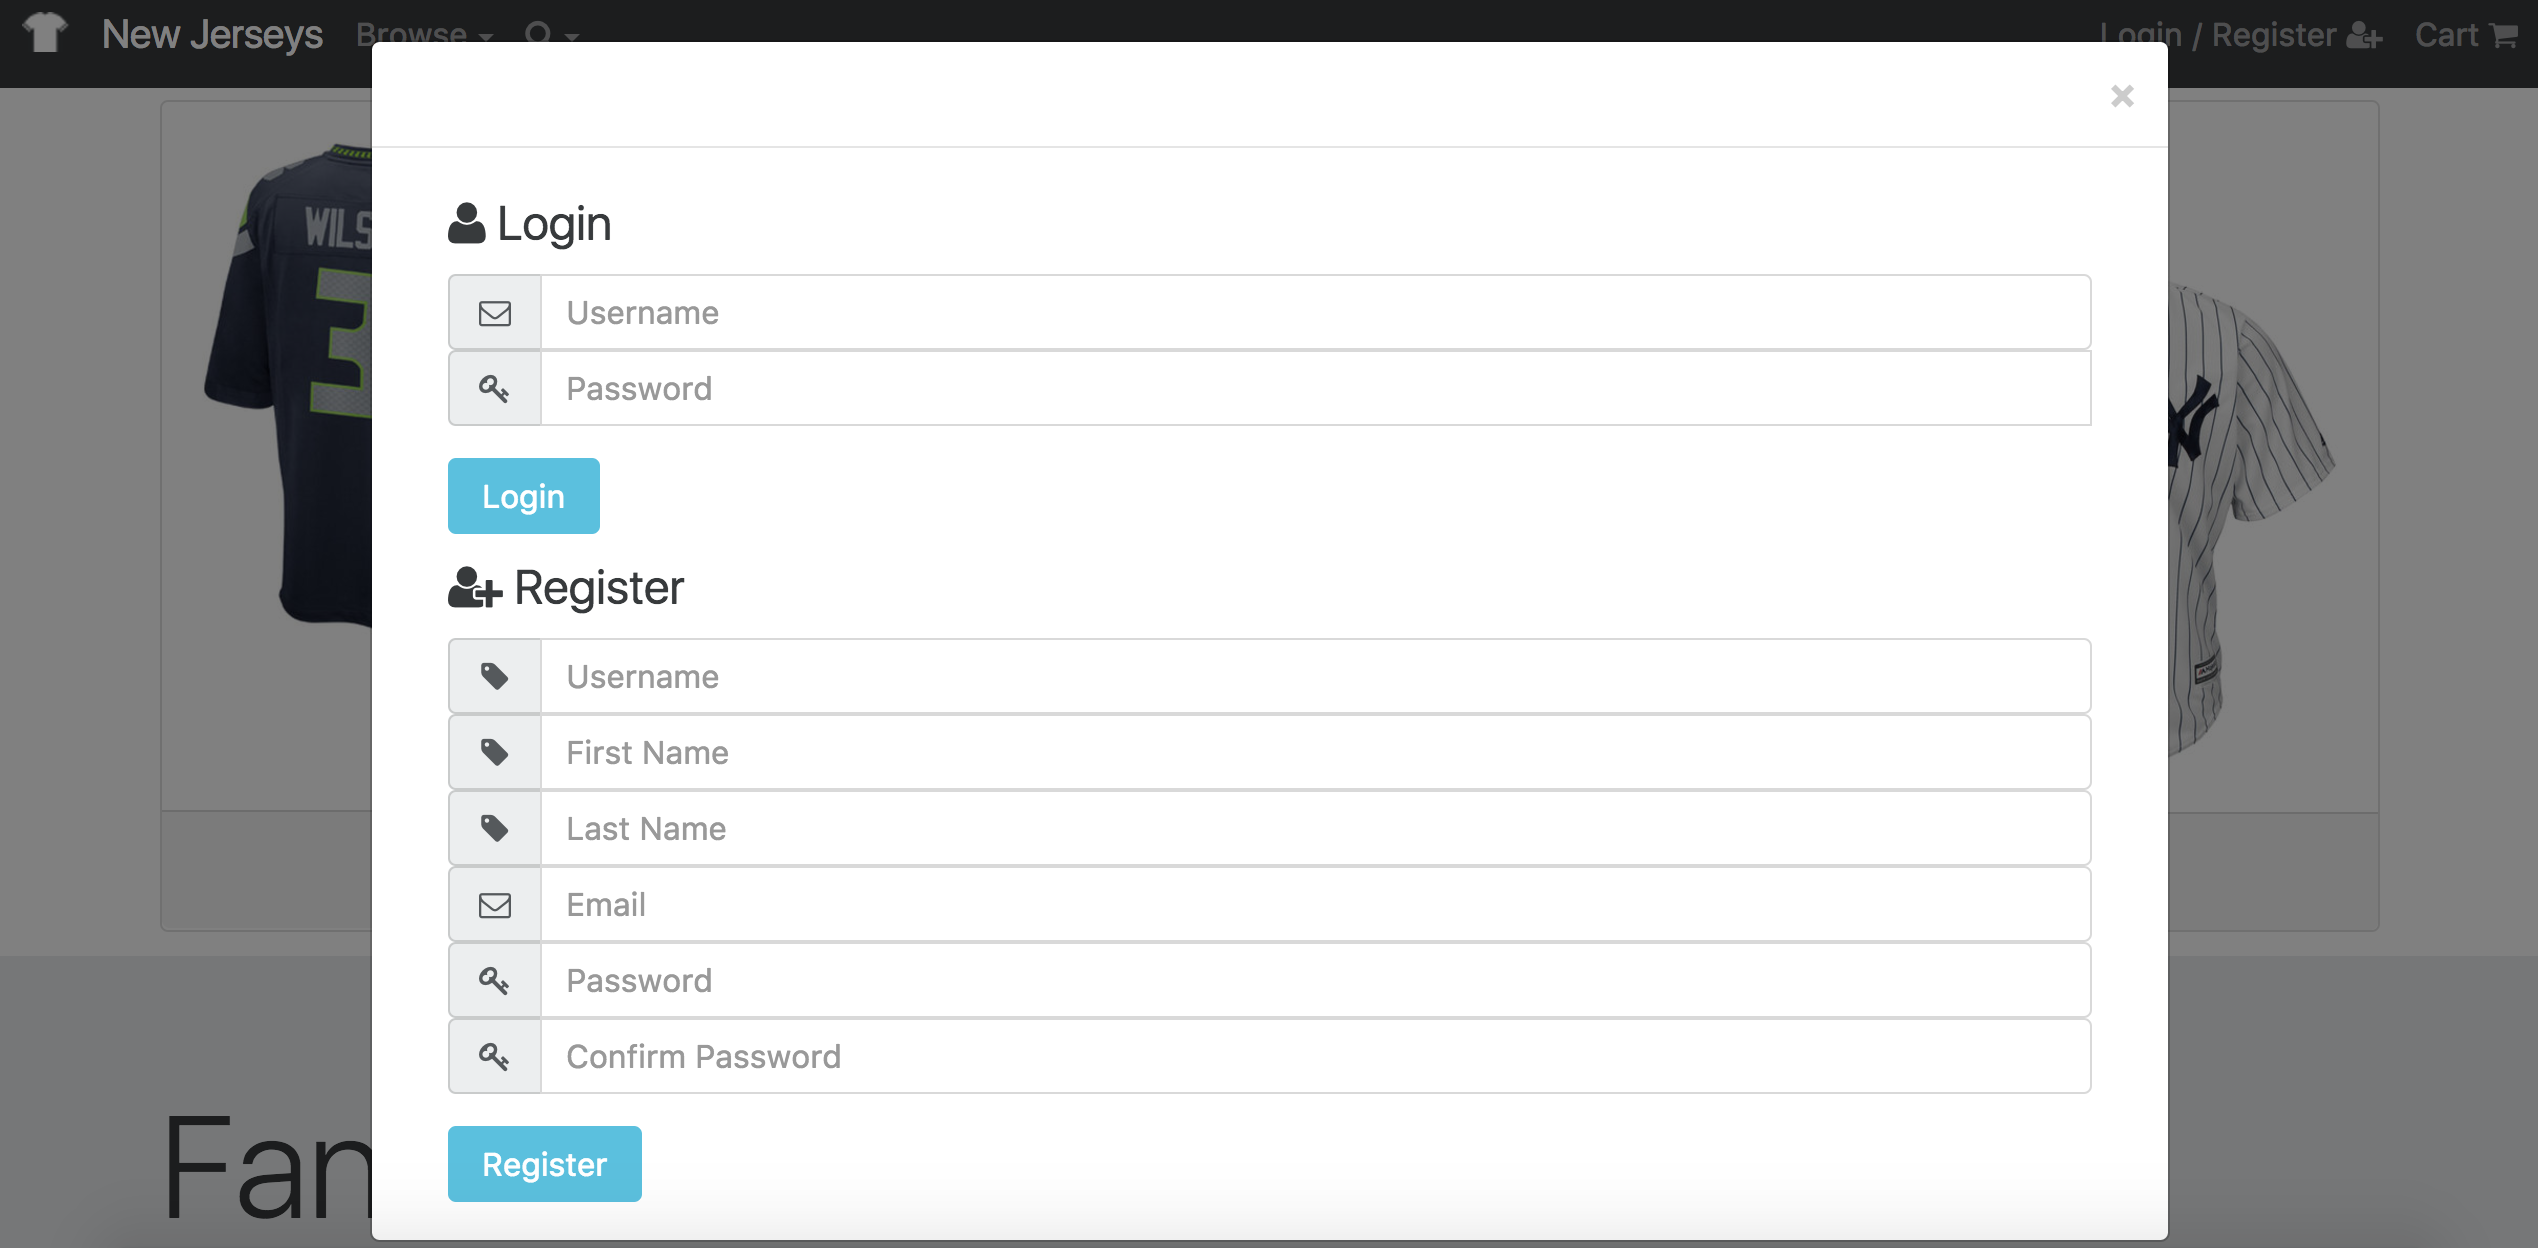 New Jerseys Browse Login / Register Cart
×
WILS
3
Login
Username
Password
Login
Register
Username
First Name
Last Name
Email
Password
Confirm Password
Register
NY
Fan